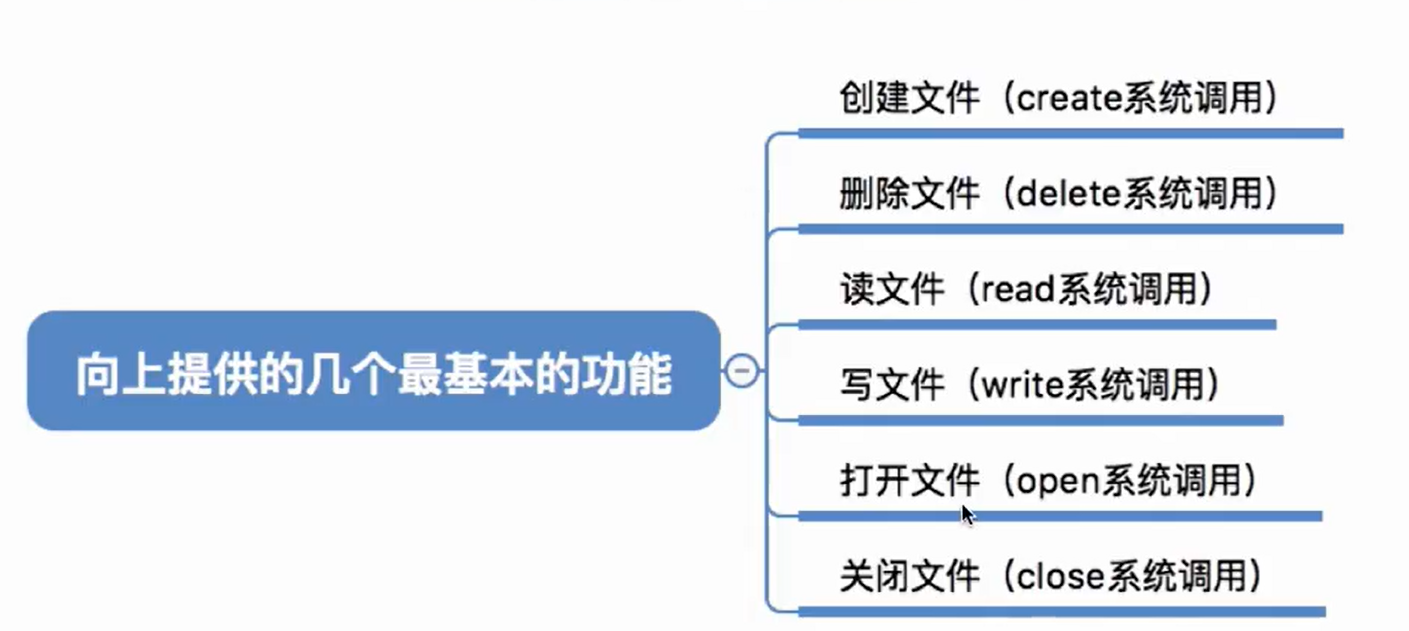 创建文件（create系统调用）
删除文件（delete系统调用）
读文件（read系统调用）
向上提供的几个最基本的功能
写文件（write系统调用）
打开文件（open系统调用）
关闭文件（close系统调用）